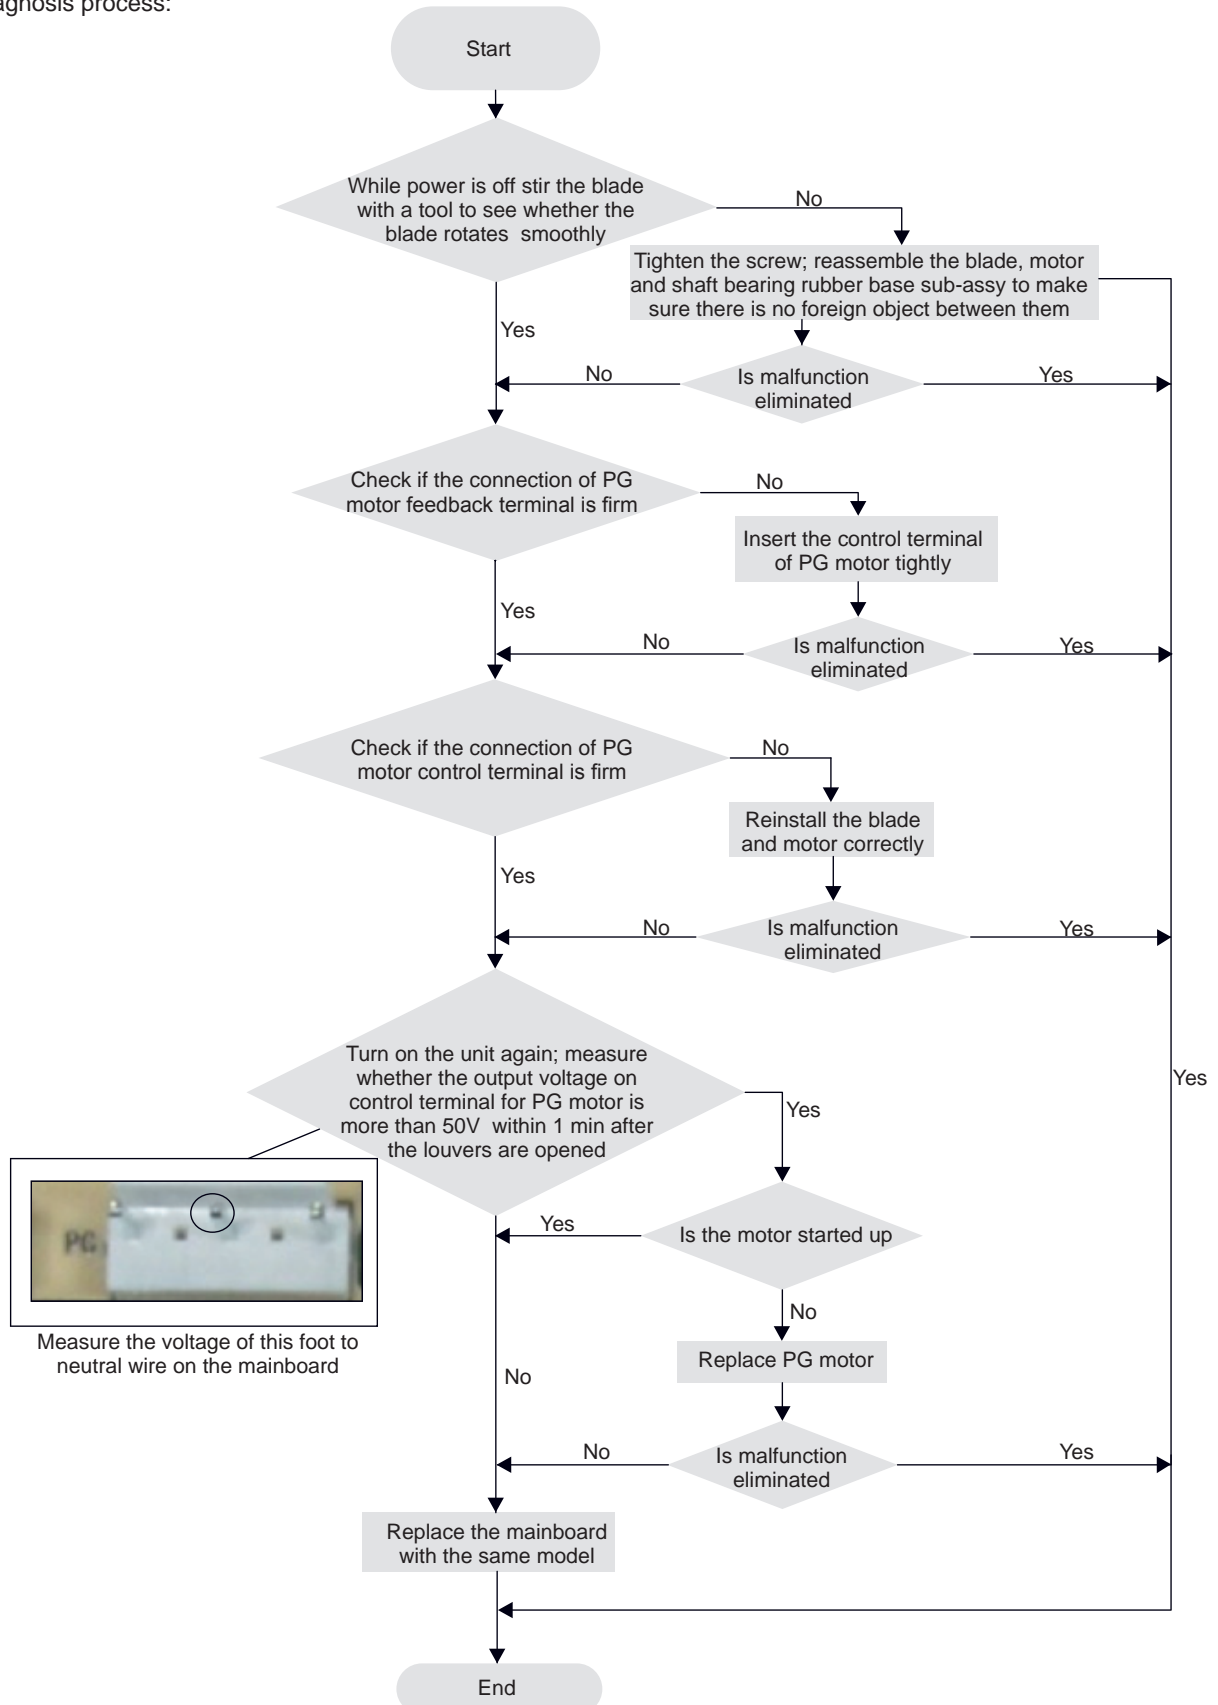 agnosis process:
Start
While power is off stir the blade
with a tool to see whether the
blade rotates smoothly
No
Tighten the screw; reassemble the blade, motor
and shaft bearing rubber base sub-assy to make
sure there is no foreign object between them
Yes
No
Is malfunction
eliminated
Yes
Check if the connection of PG
motor feedback terminal is firm
No
Insert the control terminal
of PG motor tightly
Yes
No
Is malfunction
eliminated
Yes
Check if the connection of PG
motor control terminal is firm
No
Reinstall the blade
and motor correctly
Yes
No
Is malfunction
eliminated
Yes
Turn on the unit again; measure
whether the output voltage on
control terminal for PG motor is
more than 50V within 1 min after
the louvers are opened
Yes
Yes
PG
Yes
Is the motor started up
Measure the voltage of this foot to
neutral wire on the mainboard
No
Replace PG motor
No
No
Is malfunction
eliminated
Yes
Replace the mainboard
with the same model
End